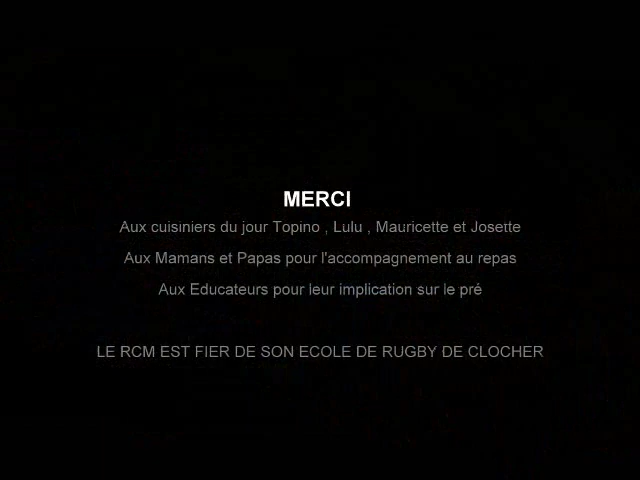 MERCI
Aux cuisiniers du jour Topino , Lulu , Mauricette et Josette
Aux Mamans et Papas pour l'accompagnement au repas
Aux Educateurs pour leur implication sur le pré
LE RCM EST FIER DE SON ECOLE DE RUGBY DE CLOCHER